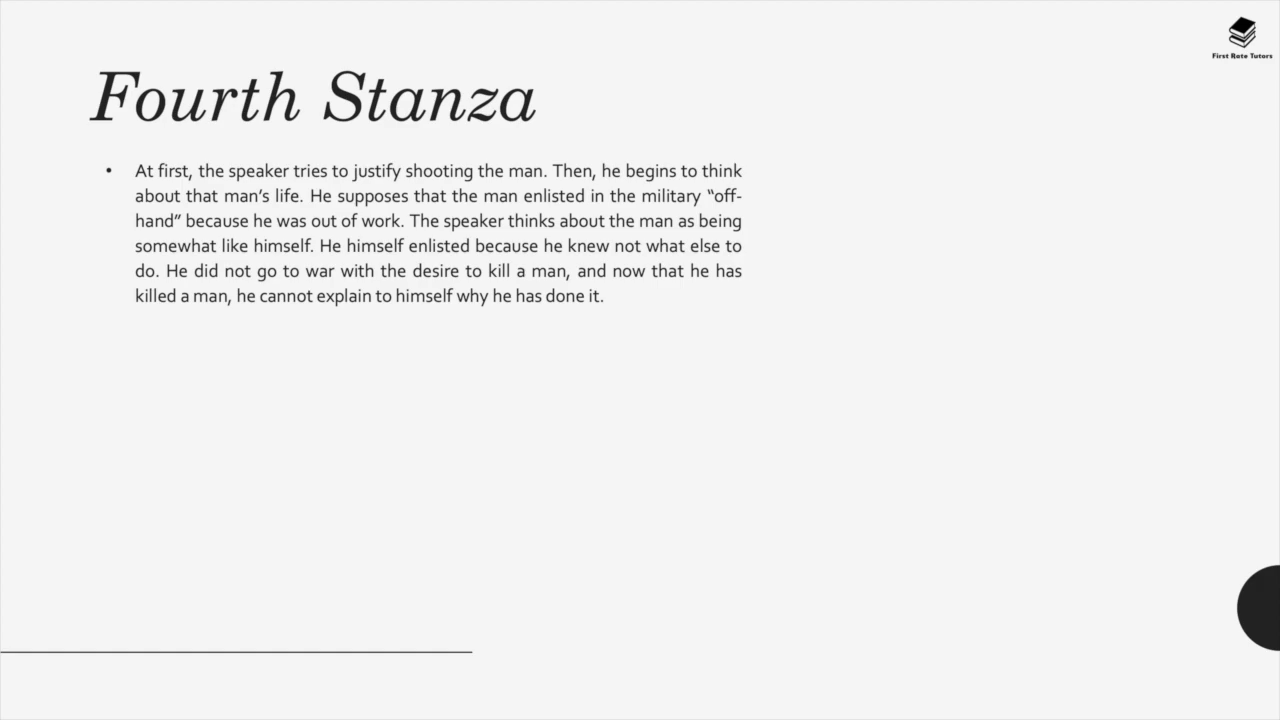 First Rate Tutors
Fourth Stanza
• At first, the speaker tries to justify shooting the man. Then, he begins to think
about that man’s life. He supposes that the man enlisted in the military “off-
hand” because he was out of work. The speaker thinks about the man as being
somewhat like himself. He himself enlisted because he knew not what else to
do. He did not go to war with the desire to kill a man, and now that he has
killed a man, he cannot explain to himself why he has done it.